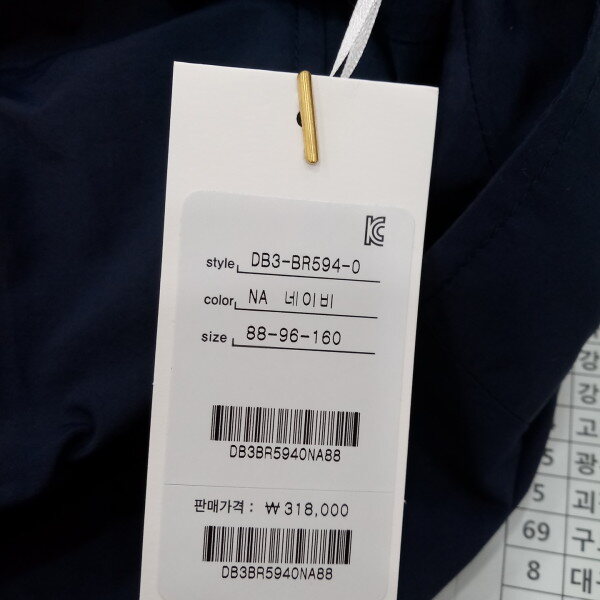 KC
style DB3-BR594-0
color NA 네이비
size 88-96-160
DB3BR5940NA88
판매가격 : ₩ 318,000
DB3BR5940NA88
강
강
고
5 광
5 괴
69 구
8 대